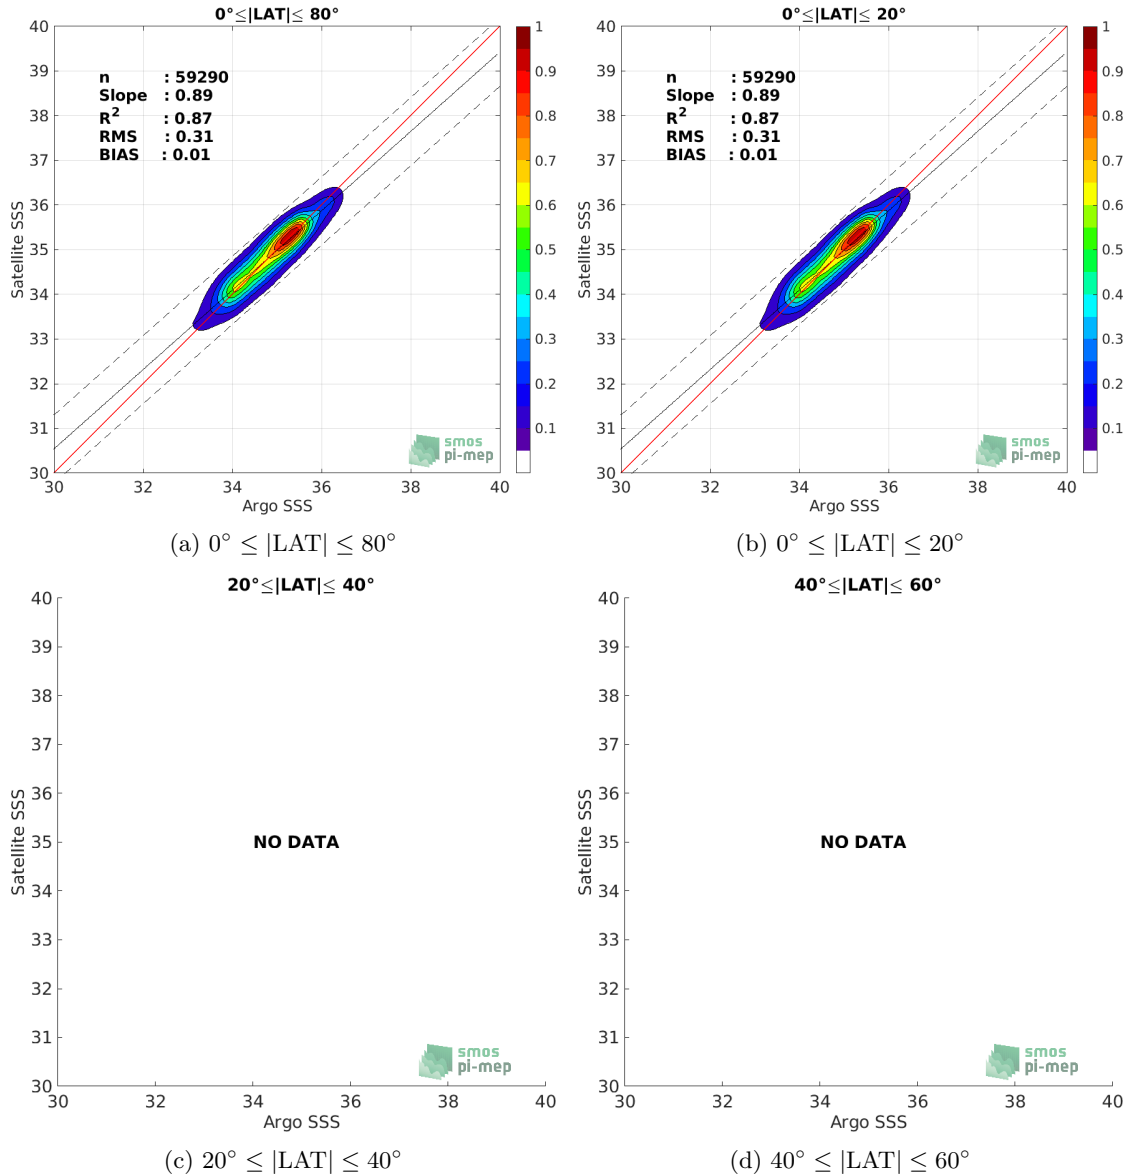 0°≤|LAT|≤ 80°
0°≤|LAT|≤ 20°
40
39
38
37
36
35
34
33
32
31
30
Satellite SSS
n : 59290
Slope : 0.89
R2 : 0.87
RMS : 0.31
BIAS : 0.01
smos
pi-mep
30 32 34 36 38 40
Argo SSS
1
0.9
0.8
0.7
0.6
0.5
0.4
0.3
0.2
0.1
40
39
38
37
36
35
34
33
32
31
30
Satellite SSS
n : 59290
Slope : 0.89
R2 : 0.87
RMS : 0.31
BIAS : 0.01
smos
pi-mep
30 32 34 36 38 40
Argo SSS
1
0.9
0.8
0.7
0.6
0.5
0.4
0.3
0.2
0.1
(a) 0° ≤ |LAT| ≤ 80°
(b) 0° ≤ |LAT| ≤ 20°
20°≤|LAT|≤ 40°
40
39
38
37
36
35
34
33
32
31
30
Satellite SSS
NO DATA
smos
pi-mep
30 32 34 36 38 40
Argo SSS
40°≤|LAT|≤ 60°
40
39
38
37
36
35
34
33
32
31
30
Satellite SSS
NO DATA
smos
pi-mep
30 32 34 36 38 40
Argo SSS
(c) 20° ≤ |LAT| ≤ 40°
(d) 40° ≤ |LAT| ≤ 60°